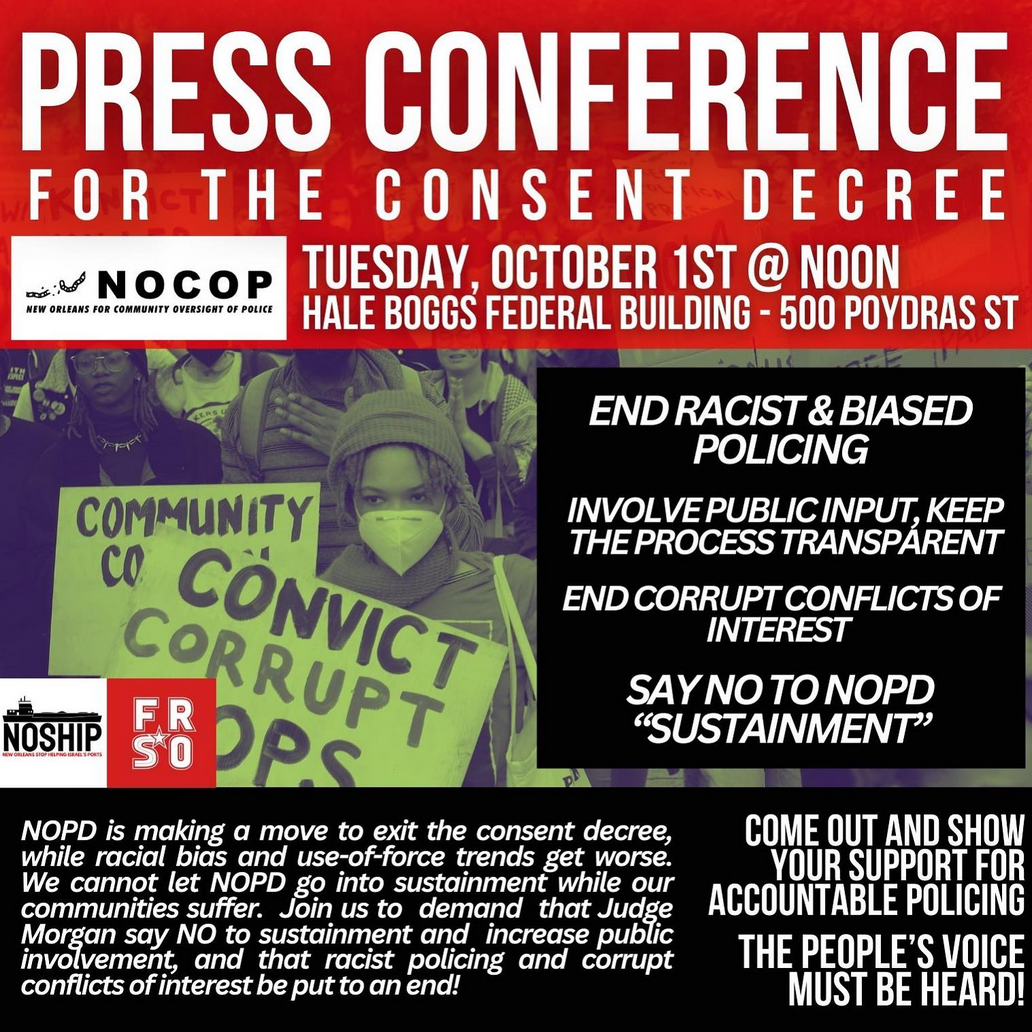 PRESS CONFERENCE
FOR THE CONSENT DECREE
NOCOP
NEW ORLEANS FOR COMMUNITY OVERSIGHT OF POLICE
TUESDAY, OCTOBER 1ST @ NOON
HALE BOGGS FEDERAL BUILDING - 500 POYDRAS ST
END RACIST & BIASED
POLICING
INVOLVE PUBLIC INPUT, KEEP
THE PROCESS TRANSPARENT
END CORRUPT CONFLICTS OF
INTEREST
SAY NO TO NOPD
“SUSTAINMENT”
COMMUNITY
CO
CONVICT
CORRUPT
OPS
NOSHIP
NEW ORLEANS STOP HELPING ISRAEL'S PORTS
FR
SO
NOPD is making a move to exit the consent decree,
while racial bias and use-of-force trends get worse.
We cannot let NOPD go into sustainment while our
communities suffer. Join us to demand that Judge
Morgan say NO to sustainment and increase public
involvement, and that racist policing and corrupt
conflicts of interest be put to an end!
COME OUT AND SHOW
YOUR SUPPORT FOR
ACCOUNTABLE POLICING
THE PEOPLE’S VOICE
MUST BE HEARD!